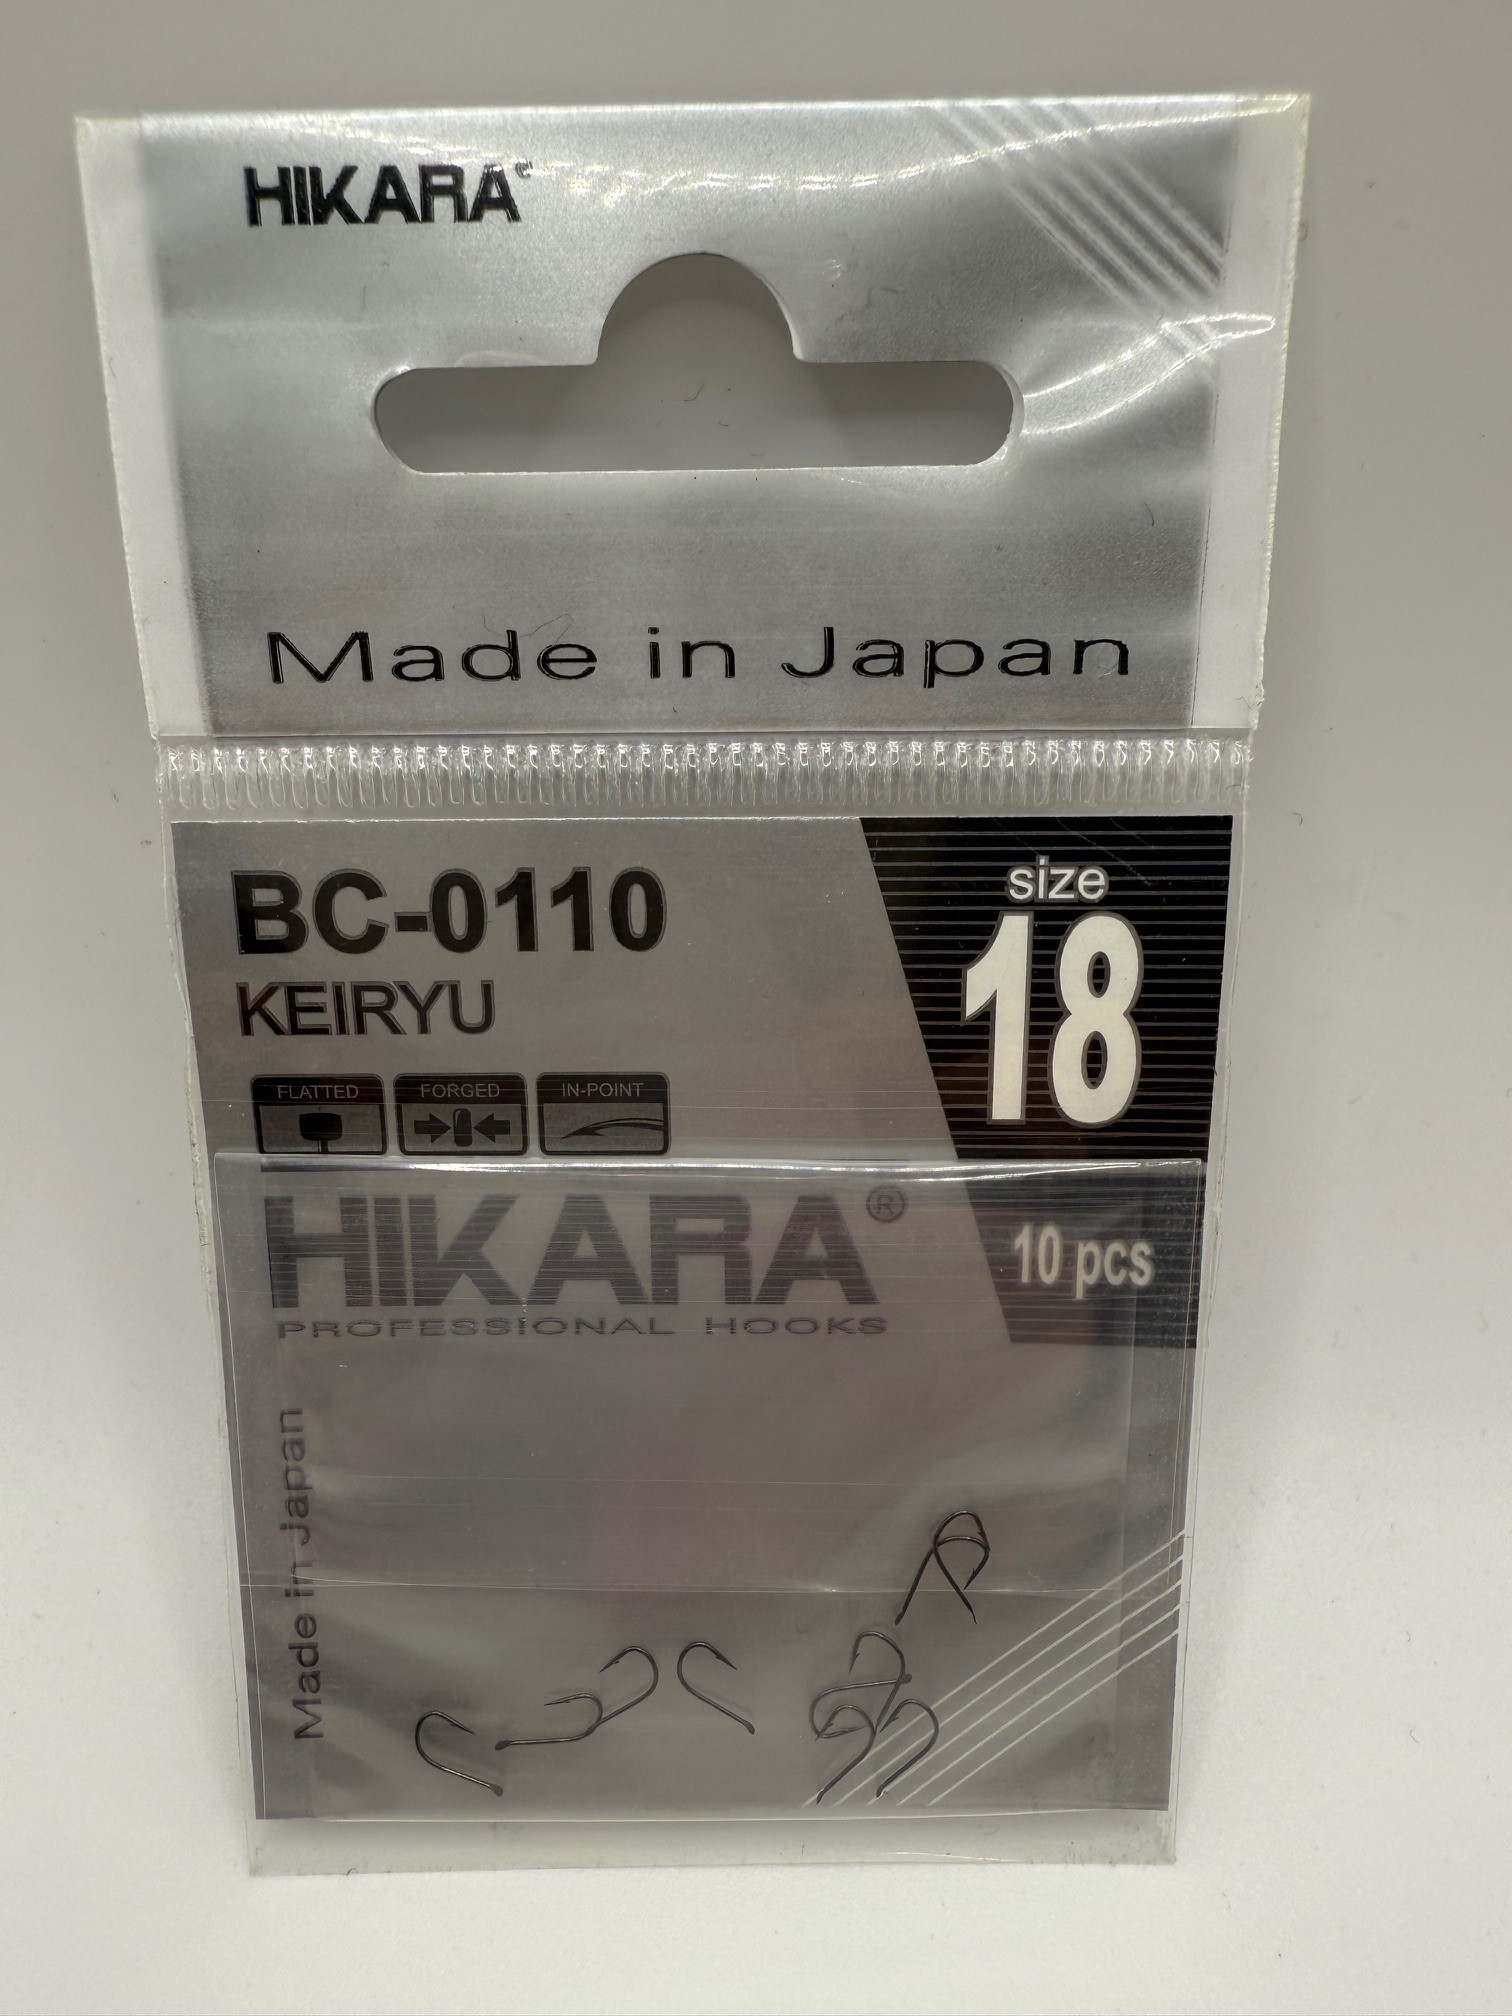 HIKARA®
Made in Japan
BC-0110
KEIRYU
size
18
FLATTED
FORGED
IN-POINT
HIKARA®
PROFESSIONAL HOOKS
10 pcs
Made in Japan